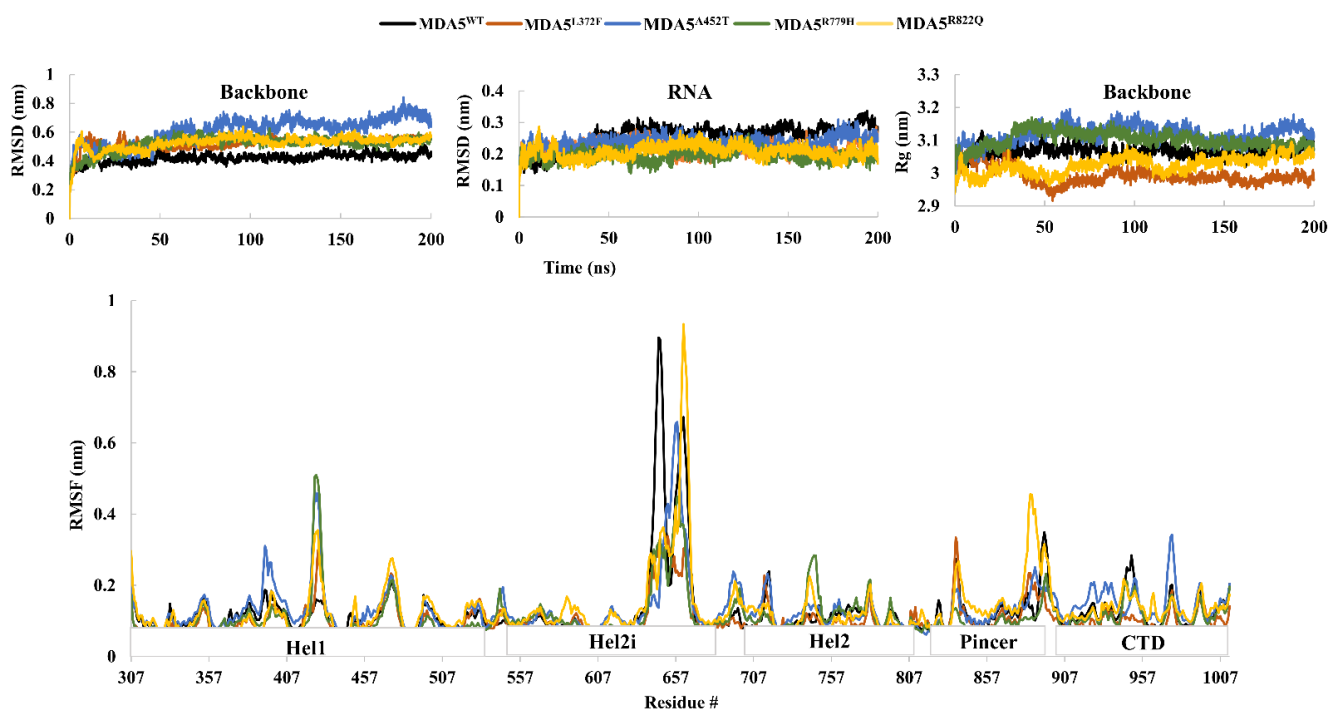 MDA5WT MDA5L372F MDA5A452T MDA5R779H MDA5R822Q
Backbone
RMSD (nm)
1
0.8
0.6
0.4
0.2
0
0 50 100 150 200
RNA
RMSD (nm)
0.4
0.3
0.2
0.1
0
0 50 100 150 200
Backbone
Rg (nm)
3.3
3.2
3.1
3
2.9
0 50 100 150 200
Time (ns)
RMSF (nm)
1
0.8
0.6
0.4
0.2
0
Hel1 Hel2i Hel2 Pincer CTD
307 357 407 457 507 557 607 657 707 757 807 857 907 957 1007
Residue #